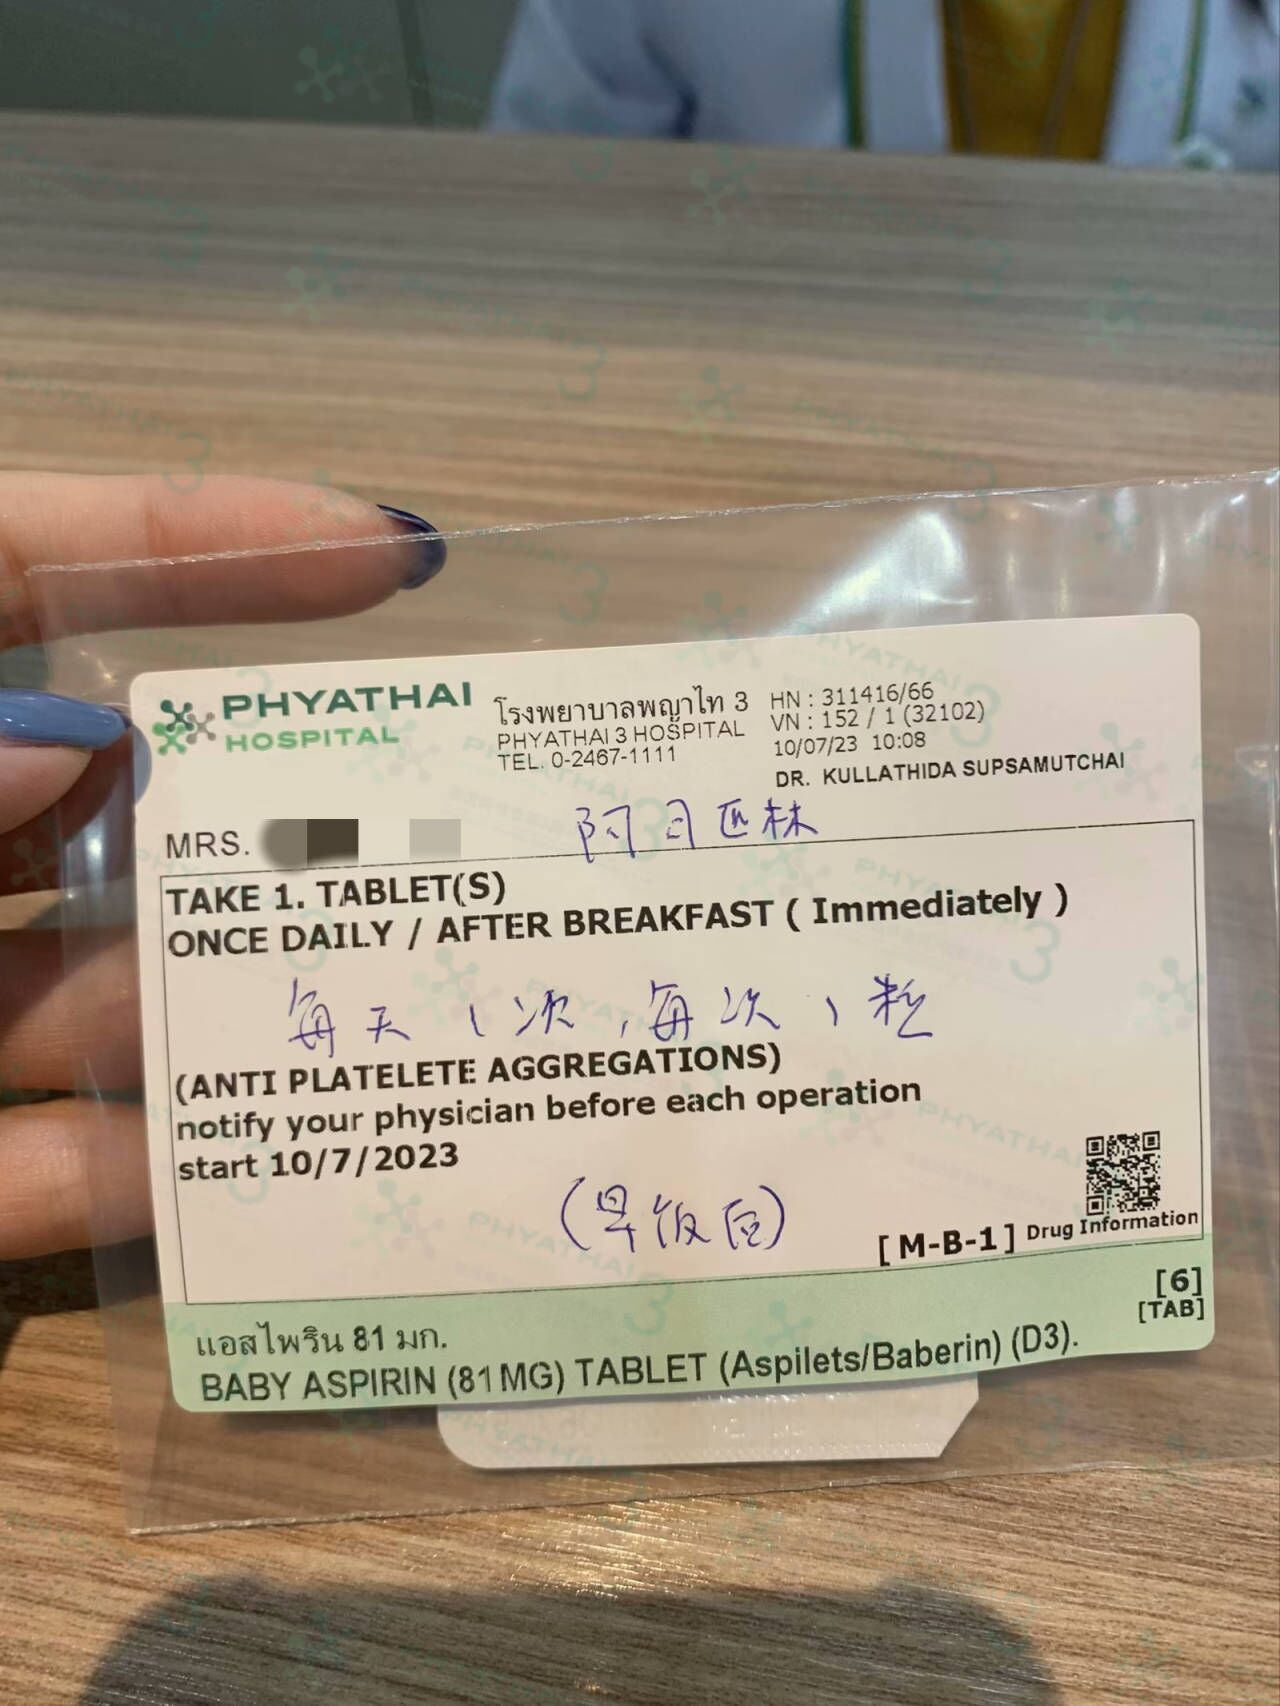 PHYATHAI
HOSPITAL
โรงพยาบาลพญาไท 3
PHYATHAI 3 HOSPITAL
TEL. 0-2467-1111
HN : 311416/66
VN : 152 / 1 (32102)
10/07/23 10:08
DR. KULLATHIDA SUPSAMUTCHAI
MRS.
阿司匹林
TAKE 1. TABLET(S)
ONCE DAILY / AFTER BREAKFAST ( Immediately )
每天1次,每次1粒
(ANTI PLATELETE AGGREGATIONS)
notify your physician before each operation
start 10/7/2023
(早饭后)
[ M-B-1 ] Drug Information
[6]
[TAB]
แอสไพริน 81 มก.
BABY ASPIRIN (81 MG) TABLET (Aspilets/Baberin) (D3).